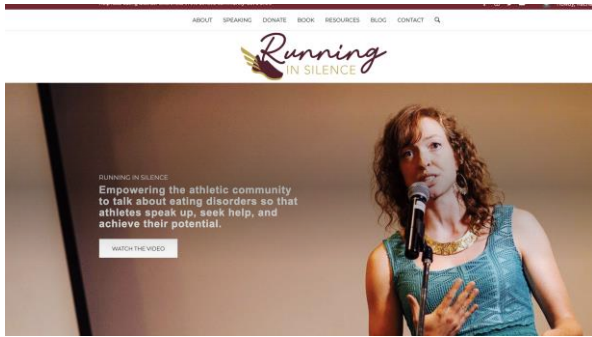 ABOUT SPEAKING DONATE BOOK RESOURCES BLOG CONTACT
Running
IN SILENCE
RUNNING IN SILENCE
Empowering the athletic community
to talk about eating disorders so that
athletes speak up, seek help, and
achieve their potential.
WATCH THE VIDEO